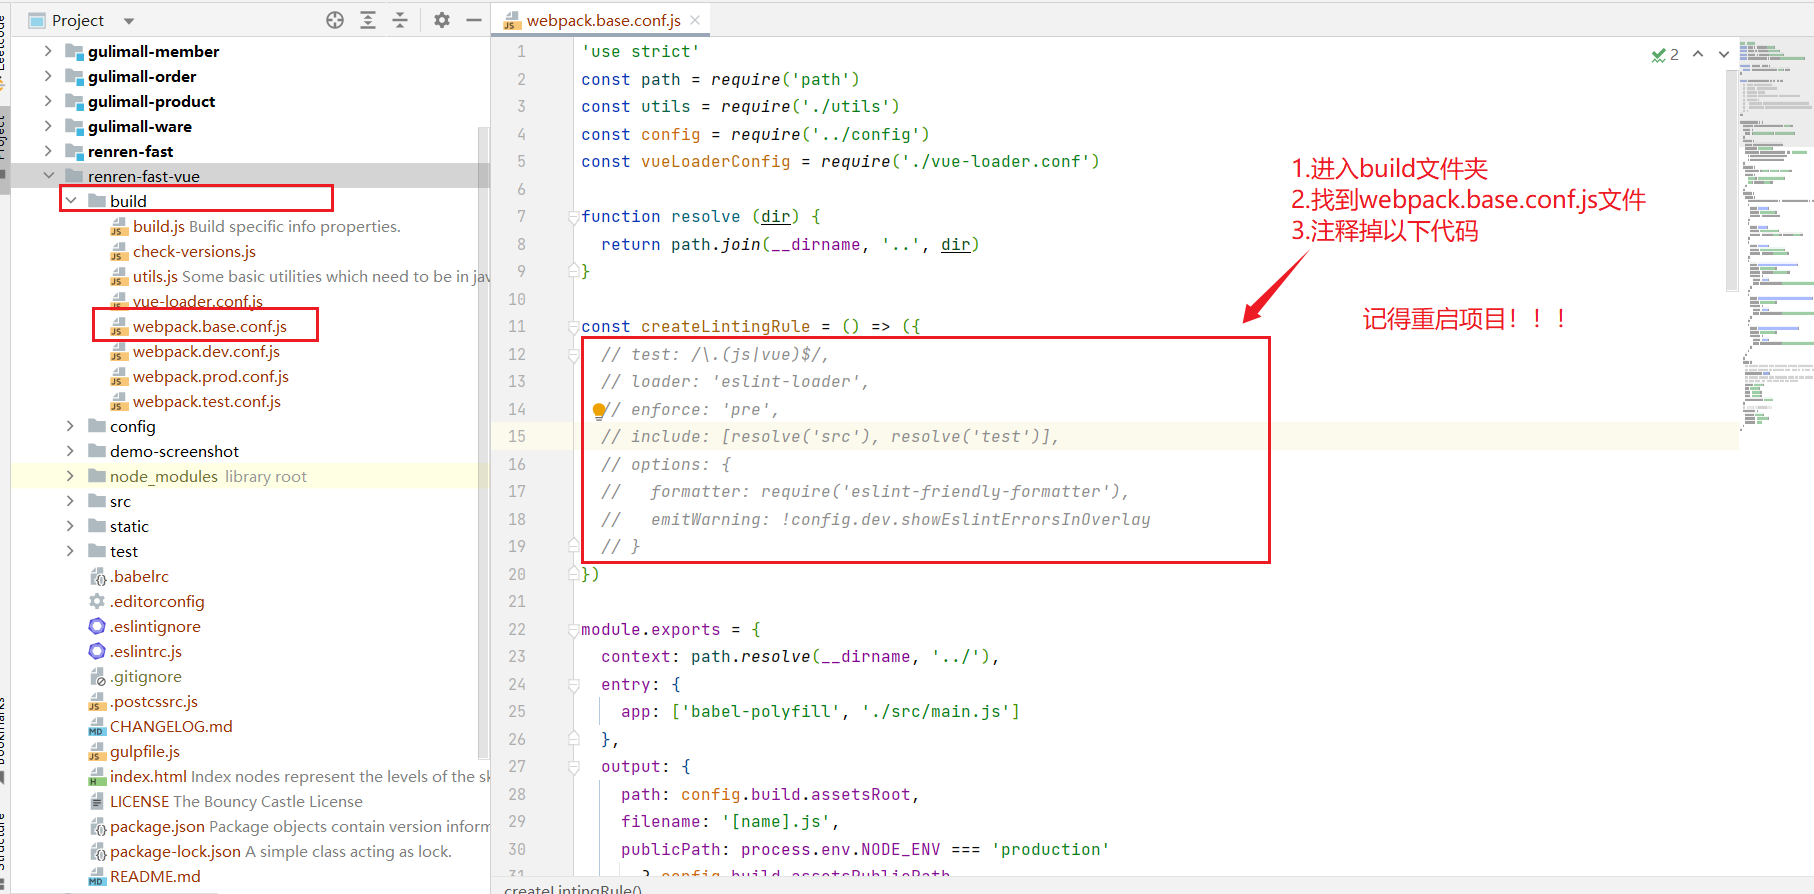 Project
webpack.base.conf.js
gulimall-member
gulimall-order
gulimall-product
gulimall-ware
renren-fast
renren-fast-vue
build
build.js Build specific info properties.
check-versions.js
utils.js Some basic utilities which need to be in jav
vue-loader.conf.js
webpack.base.conf.js
webpack.dev.conf.js
webpack.prod.conf.js
webpack.test.conf.js
config
demo-screenshot
node_modules library root
src
static
test
.babelrc
.editorconfig
.eslintignore
.eslintrc.js
.gitignore
.postcssrc.js
CHANGELOG.md
gulpfile.js
index.html Index nodes represent the levels of the sk
LICENSE The Bouncy Castle License
package.json Package objects contain version inform
package-lock.json A simple class acting as lock.
README.md
1 'use strict'
2 const path = require('path')
3 const utils = require('./utils')
4 const config = require('../config')
5 const vueLoaderConfig = require('./vue-loader.conf')
6
7 function resolve (dir) {
8 return path.join(__dirname, '..', dir)
9 }
10
11 const createLintingRule = () => ({
12 // test: /\.(js|vue)$/,
13 // loader: 'eslint-loader',
14 // enforce: 'pre',
15 // include: [resolve('src'), resolve('test')],
16 // options: {
17 //   formatter: require('eslint-friendly-formatter'),
18 //   emitWarning: !config.dev.showEslintErrorsInOverlay
19 // }
20 })
21
22 module.exports = {
23 context: path.resolve(__dirname, '../'),
24 entry: {
25 app: ['babel-polyfill', './src/main.js']
26 },
27 output: {
28 path: config.build.assetsRoot,
29 filename: '[name].js',
30 publicPath: process.env.NODE_ENV === 'production'
31 ? config.build.assetsPublicPath
createLintingRule()
2
1.进入build文件夹
2.找到webpack.base.conf.js文件
3.注释掉以下代码
记得重启项目！！！